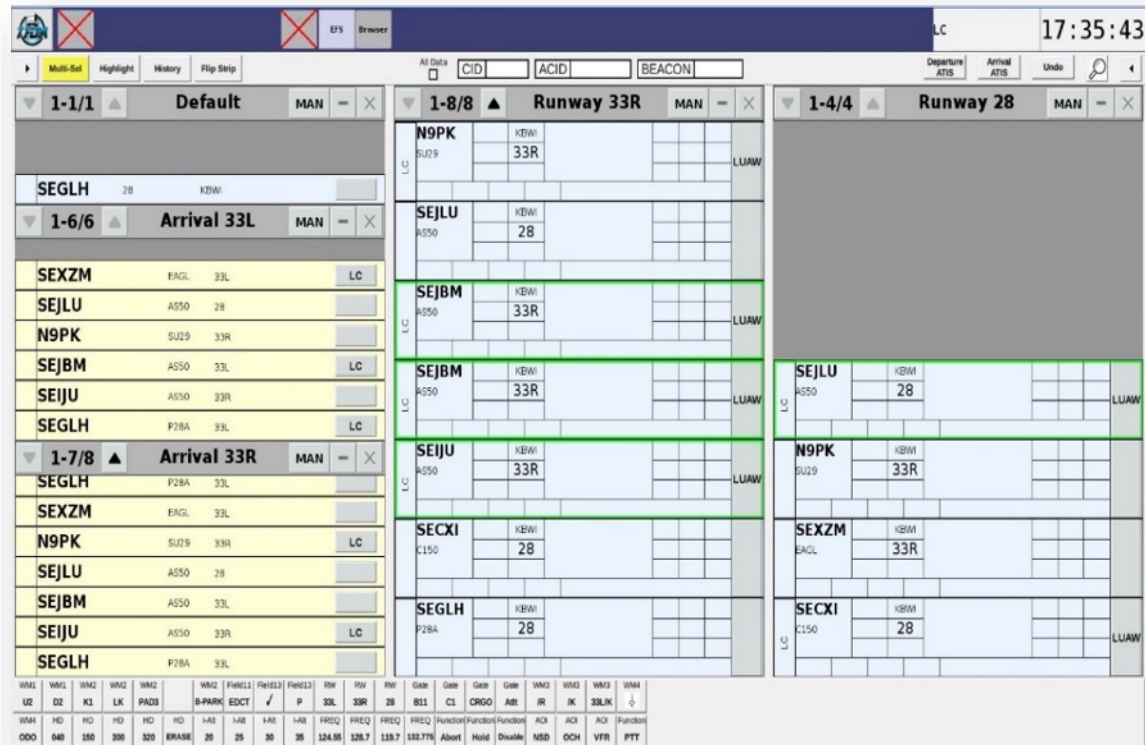 TFDM EFS Browser LC 17:35:43
Multi-Sel Highlight History Flip Strip All Data CID ACID BEACON Departure ATIS Arrival ATIS Undo
1-1/1 Default MAN
SEGLH 28 KBWI
1-6/6 Arrival 33L MAN
SEXZM EAGL 33L LC
SEJLU AS50 28
N9PK SU29 33R
SEJBM AS50 33L LC
SEIJU AS50 33R
SEGLH P28A 33L LC
1-7/8 Arrival 33R MAN
SEGLH P28A 33L
SEXZM EAGL 33L
N9PK SU29 33R LC
SEJLU AS50 28
SEJBM AS50 33L
SEIJU AS50 33R LC
SEGLH P28A 33L
1-8/8 Runway 33R MAN
N9PK KBWI
SU29 33R
LC LUAW
SEJLU KBWI
AS50 28
SEJBM KBWI
AS50 33R
LC LUAW
SEJBM KBWI
AS50 33R
LC LUAW
SEIJU KBWI
AS50 33R
LC LUAW
SECXI KBWI
C150 28
SEGLH KBWI
P28A 28
1-4/4 Runway 28 MAN
SEJLU KBWI
AS50 28
LC LUAW
N9PK KBWI
SU29 33R
SEXZM KBWI
EAGL 33R
SECXI KBWI
C150 28
LC LUAW
WM1 WM1 WM2 WM2 WM2 WM2 Field11 Field13 Field13 RW RW RW Gate Gate Gate Gate WM3 WM3 WM3 WM4
U2 D2 K1 LK PAD3 B-PARK EDCT ✓ P 33L 33R 28 B11 C1 CRGO Adt /R /K 33L/K
WM4 HD HD HD HD HD I-Alt I-Alt I-Alt I-Alt FREQ FREQ FREQ FREQ Function Function Function AOI AOI AOI Function
ODO 040 150 300 320 ERASE 20 25 30 35 124.55 128.7 119.7 132.775 Abort Hold Disable NSD OCH VFR PTT